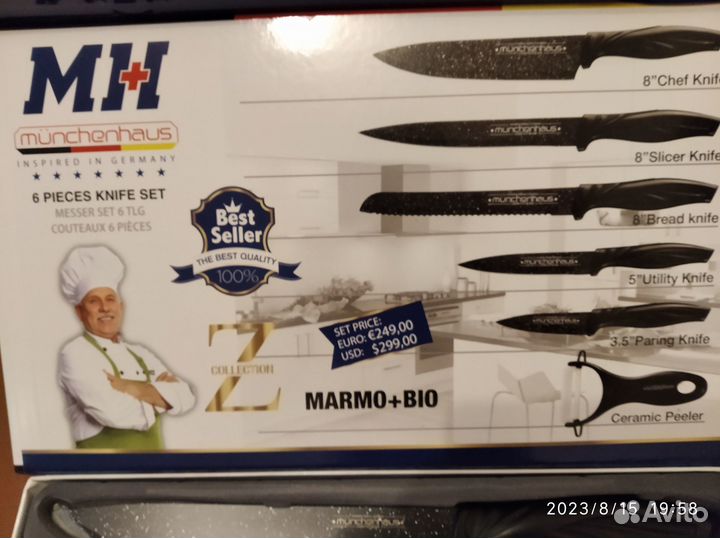 MH
münchenhaus
INSPIRED IN GERMANY
6 PIECES KNIFE SET
MESSER SET 6 TLG
COUTEAUX 6 PIÈCES
Best
Seller
THE BEST QUALITY
100%
Z
COLLECTION
SET PRICE:
EURO: €249,00
USD: $299,00
MARMO+BIO
münchenhaus
8"Chef Knife
münchenhaus
8"Slicer Knife
münchenhaus
8"Bread knife
münchenhaus
5"Utility Knife
münchenhaus
3.5"Paring Knife
Ceramic Peeler
münchenhaus
2023/8/15 19:58
Avito